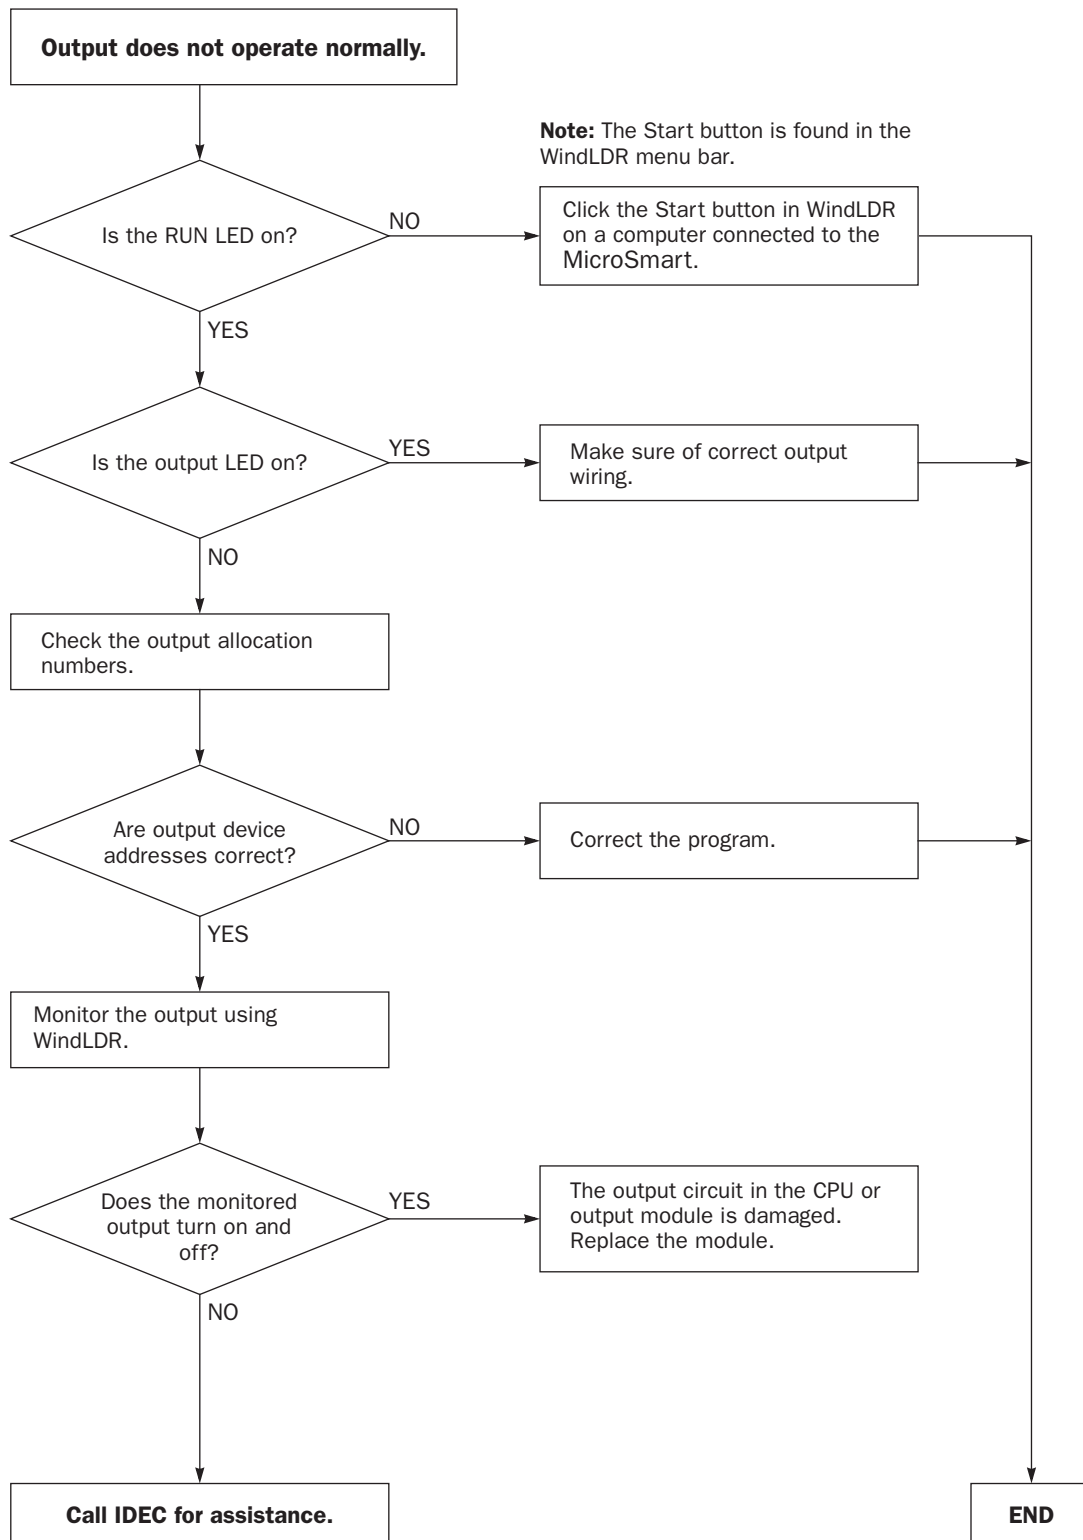 Output does not operate normally.
Note: The Start button is found in the
WindLDR menu bar.
Is the RUN LED on?
NO
Click the Start button in WindLDR
on a computer connected to the
MicroSmart.
YES
Is the output LED on?
YES
Make sure of correct output
wiring.
NO
Check the output allocation
numbers.
Are output device
addresses correct?
NO
Correct the program.
YES
Monitor the output using
WindLDR.
Does the monitored
output turn on and
off?
YES
The output circuit in the CPU or
output module is damaged.
Replace the module.
NO
Call IDEC for assistance.
END